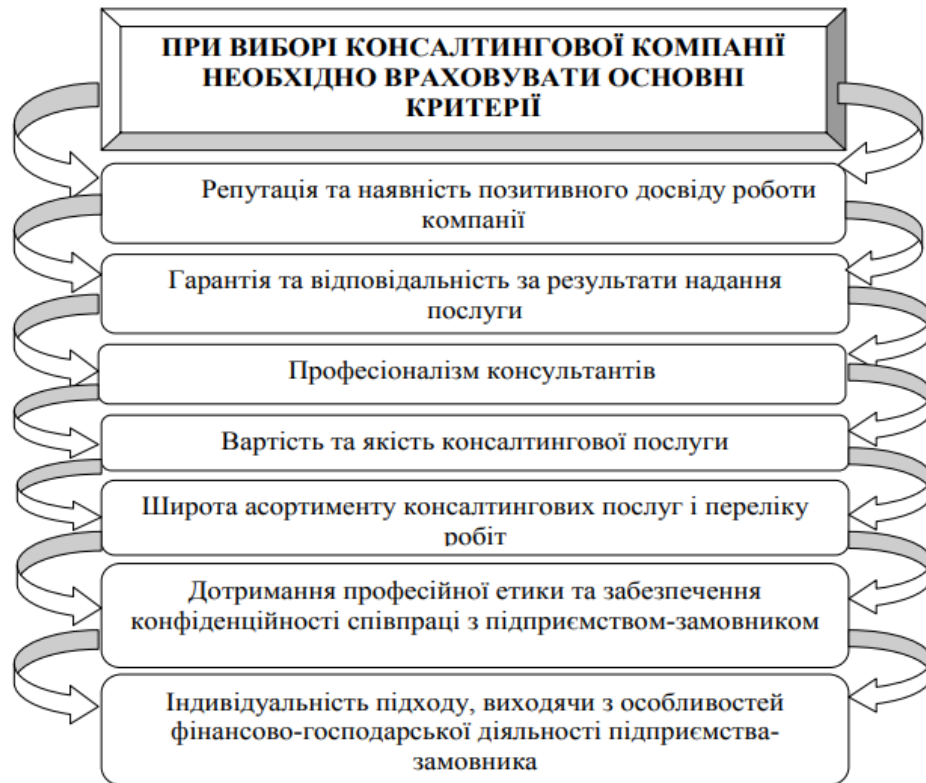 ПРИ ВИБОРІ КОНСАЛТИНГОВОЇ КОМПАНІЇ
НЕОБХІДНО ВРАХОВУВАТИ ОСНОВНІ
КРИТЕРІЇ
Репутація та наявність позитивного досвіду роботи
компанії
Гарантія та відповідальність за результати надання
послуги
Професіоналізм консультантів
Вартість та якість консалтингової послуги
Широта асортименту консалтингових послуг і переліку
робіт
Дотримання професійної етики та забезпечення
конфіденційності співпраці з підприємством-замовником
Індивідуальність підходу, виходячи з особливостей
фінансово-господарської діяльності підприємства-
замовника